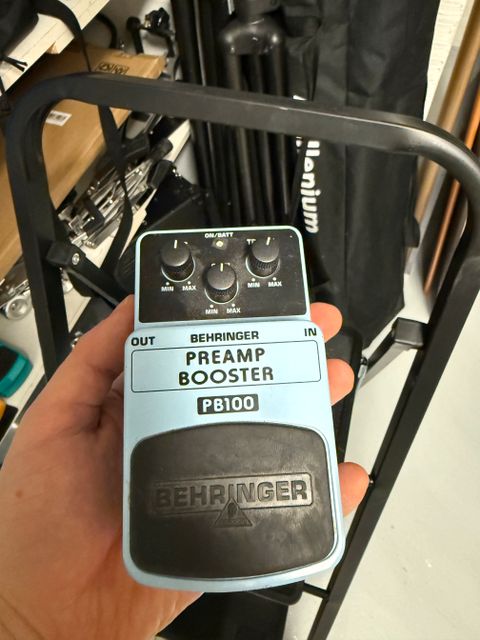 ON/BATT
MIN MAX
MIN MAX
MIN MAX
OUT BEHRINGER IN
PREAMP
BOOSTER
PB100
BEHRINGER
llenium